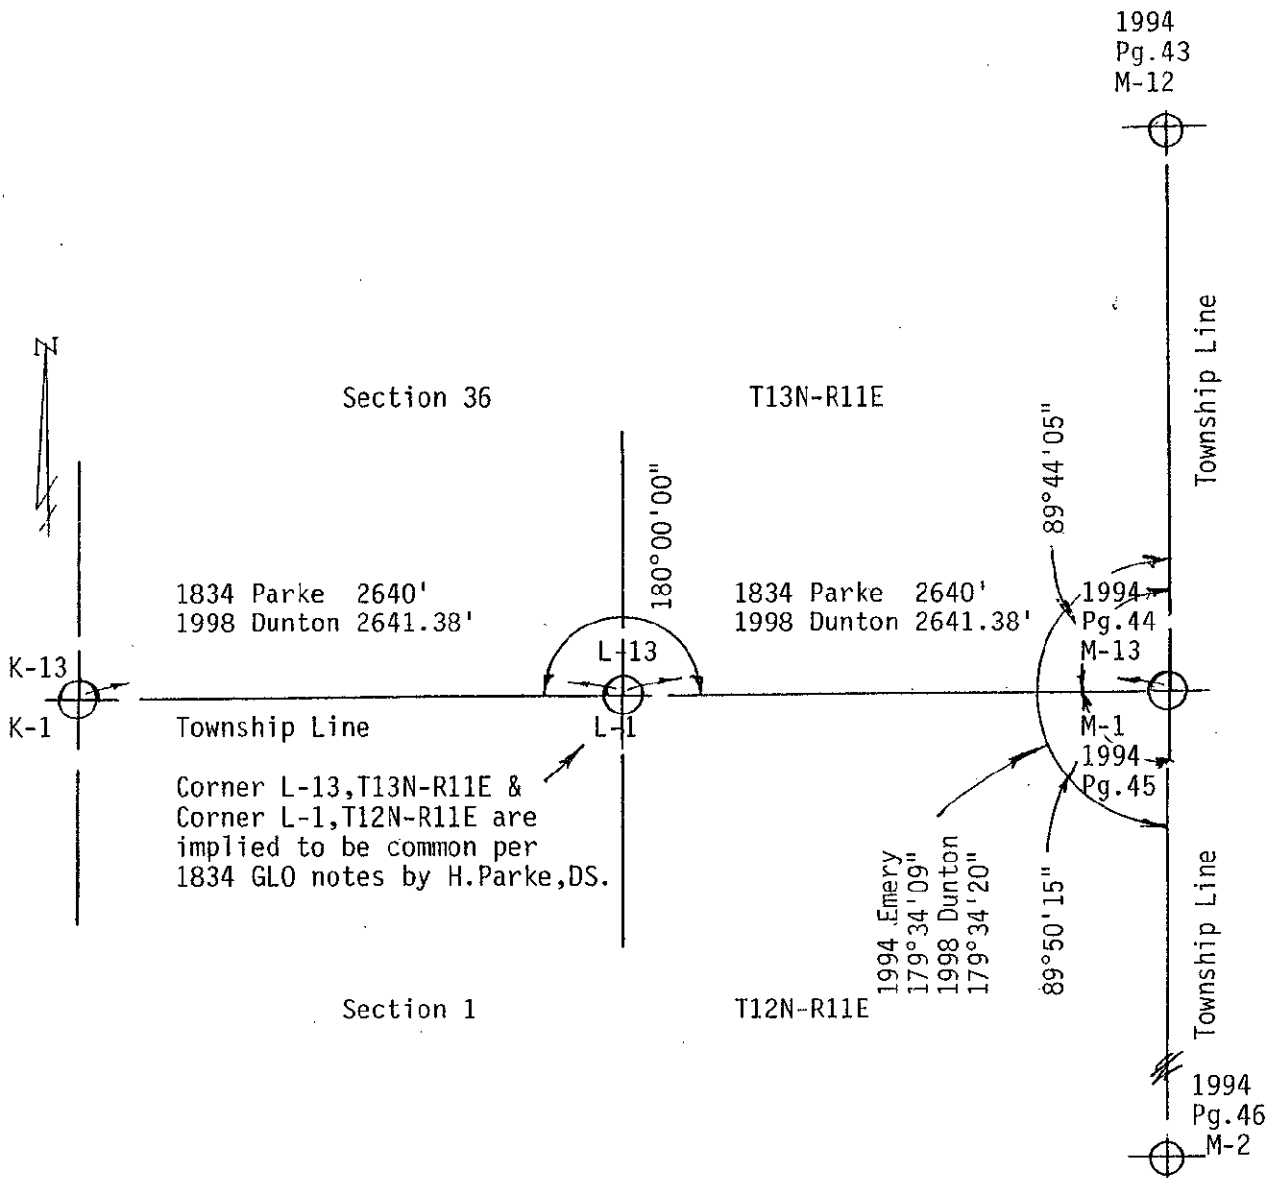 1994
Pg.43
M-12
N
Township Line
Section 36
T13N-R11E
89°44'05"
180°00'00"
1834 Parke 2640'
1998 Dunton 2641.38'
1834 Parke 2640'
1998 Dunton 2641.38'
1994
Pg.44
M-13
L-13
K-13
K-1
Township Line
L-1
M-1
1994
Pg.45
Corner L-13,T13N-R11E &
Corner L-1,T12N-R11E are
implied to be common per
1834 GLO notes by H.Parke,DS.
1994 Emery
179°34'09"
1998 Dunton
179°34'20"
89°50'15"
Township Line
Section 1
T12N-R11E
1994
Pg.46
M-2